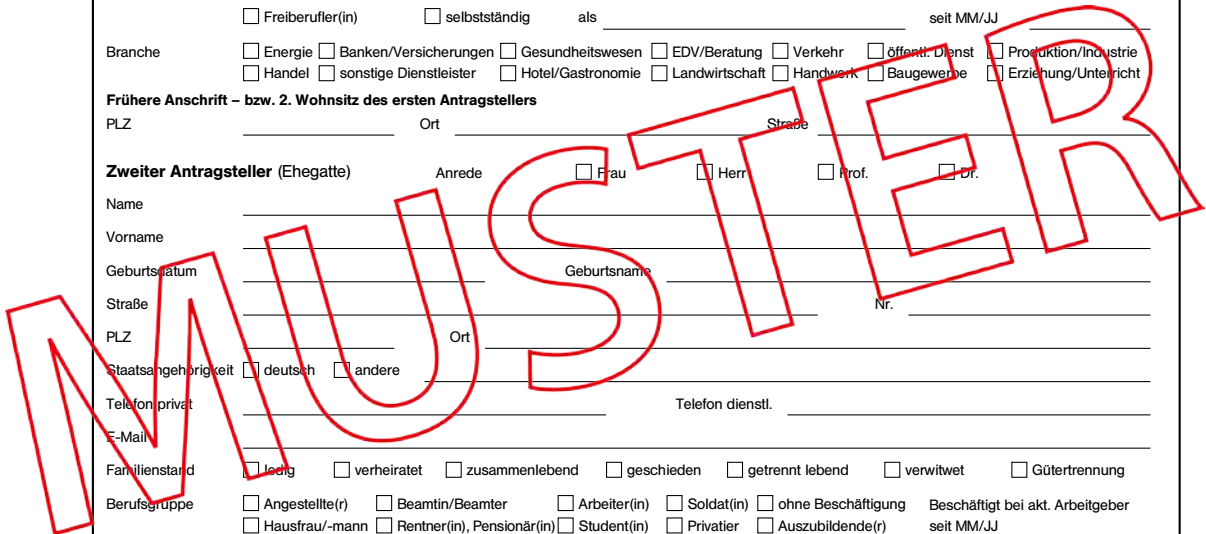 Freiberufler(in) selbstständig als seit MM/JJ
Branche Energie Banken/Versicherungen Gesundheitswesen EDV/Beratung Verkehr öffentl. Dienst Produktion/Industrie
Handel sonstige Dienstleister Hotel/Gastronomie Landwirtschaft Handwerk Baugewerbe Erziehung/Unterricht
Frühere Anschrift – bzw. 2. Wohnsitz des ersten Antragstellers
PLZ Ort Straße
Zweiter Antragsteller (Ehegatte) Anrede Frau Herr Prof. Dr.
Name
Vorname
Geburtsdatum Geburtsname
Straße Nr.
PLZ Ort
Staatsangehörigkeit deutsch andere
Telefon privat Telefon dienstl.
E-Mail
Familienstand ledig verheiratet zusammenlebend geschieden getrennt lebend verwitwet Gütertrennung
Berufsgruppe Angestellte(r) Beamtin/Beamter Arbeiter(in) Soldat(in) ohne Beschäftigung Beschäftigt bei akt. Arbeitgeber
Hausfrau/-mann Rentner(in), Pensionär(in) Student(in) Privatier Auszubildende(r) seit MM/JJ
MUSTER